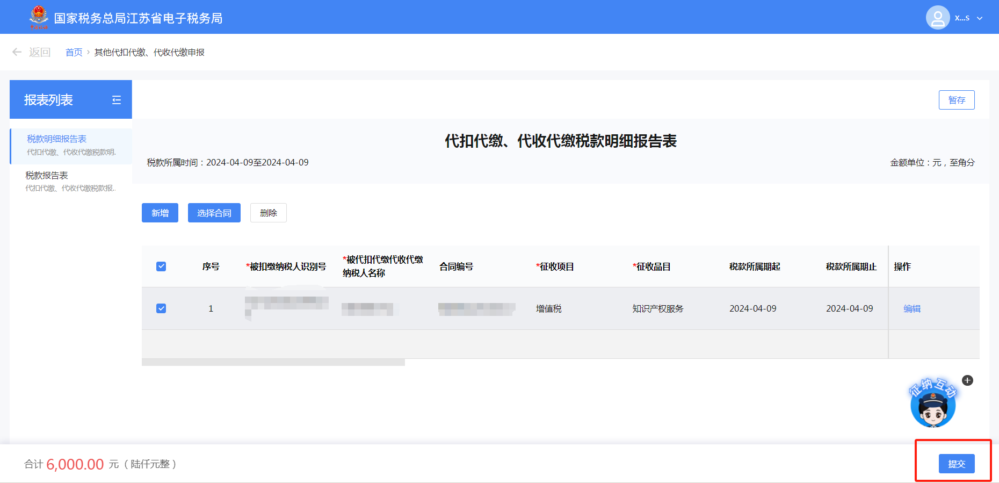 国家税务总局江苏省电子税务局
x...s
返回 首页 › 其他代扣代缴、代收代缴申报
报表列表
暂存
税款明细报告表
代扣代缴、代收代缴税款明.
税款报告表
代扣代缴、代收代缴税款报..
代扣代缴、代收代缴税款明细报告表
税款所属时间：2024-04-09至2024-04-09
金额单位：元，至角分
新增 选择合同 删除
序号 *被扣缴纳税人识别号 *被代扣代缴代收代缴
纳税人名称 合同编号 *征收项目 *征收品目 税款所属期起 税款所属期止 操作
1 增值税 知识产权服务 2024-04-09 2024-04-09 编辑
征纳互动
合计 6,000.00 元（陆仟元整）
提交